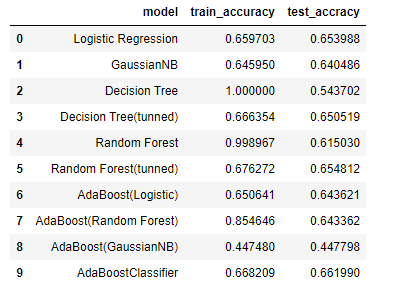 model train_accuracy test_accracy
0 Logistic Regression 0.659703 0.653988
1 GaussianNB 0.645950 0.640486
2 Decision Tree 1.000000 0.543702
3 Decision Tree(tunned) 0.666354 0.650519
4 Random Forest 0.998967 0.615030
5 Random Forest(tunned) 0.676272 0.654812
6 AdaBoost(Logistic) 0.650641 0.643621
7 AdaBoost(Random Forest) 0.854646 0.643362
8 AdaBoost(GaussianNB) 0.447480 0.447798
9 AdaBoostClassifier 0.668209 0.661990